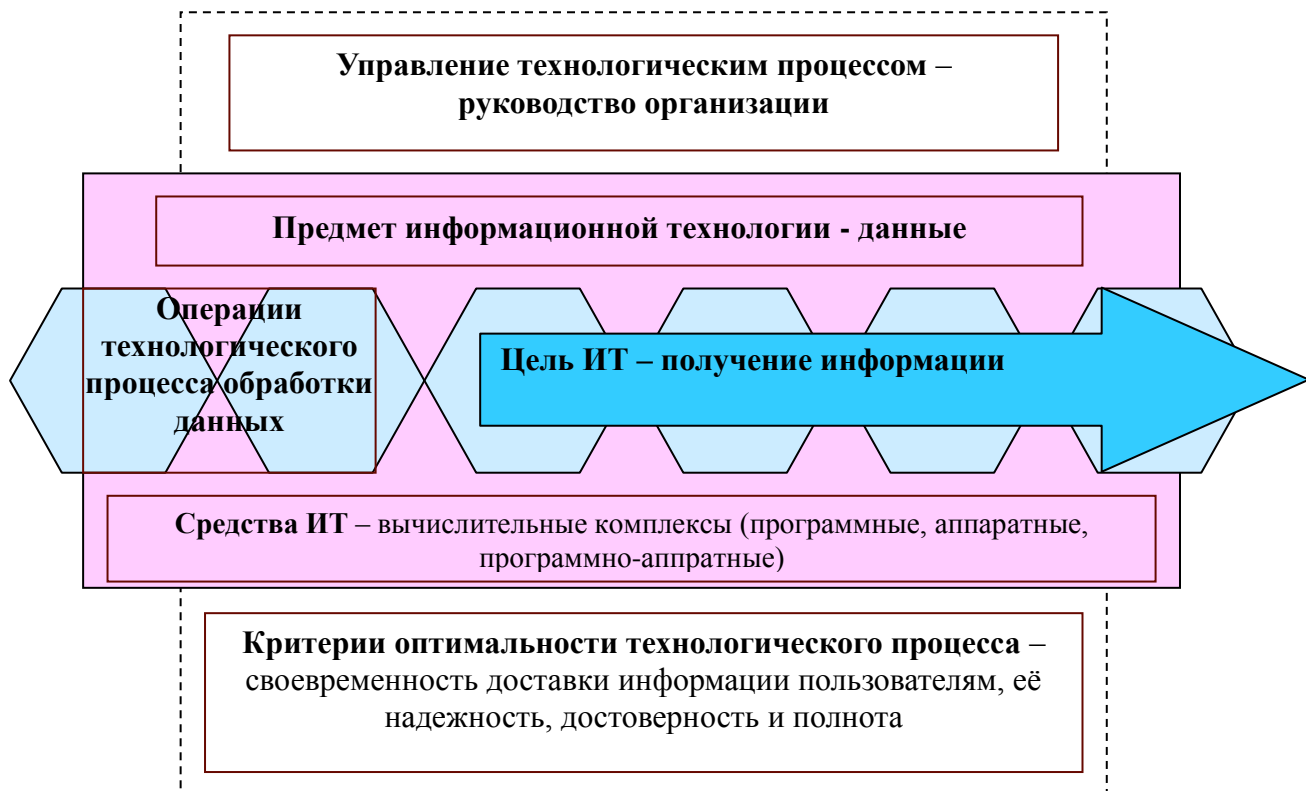 Управление технологическим процессом –
руководство организации
Предмет информационной технологии - данные
Операции
технологического
процесса обработки
данных
Цель ИТ – получение информации
Средства ИТ – вычислительные комплексы (программные, аппаратные,
программно-аппратные)
Критерии оптимальности технологического процесса –
своевременность доставки информации пользователям, её
надежность, достоверность и полнота